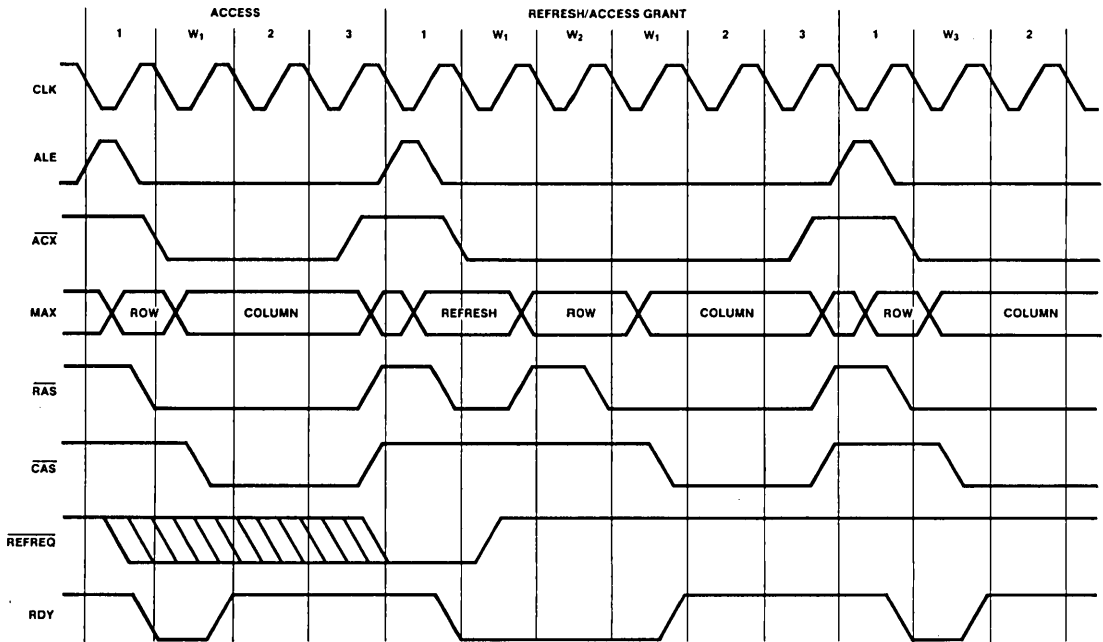 ACCESS REFRESH/ACCESS GRANT
1 W1 2 3 1 W1 W2 W1 2 3 1 W3 2
CLK
ALE
ACX
MAX ROW COLUMN REFRESH ROW COLUMN ROW COLUMN
RAS
CAS
REFREQ
RDY